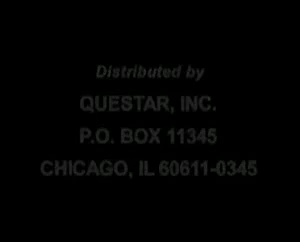 Distributed by
QUESTAR, INC.
P.O. BOX 11345
CHICAGO, IL 60611-0345